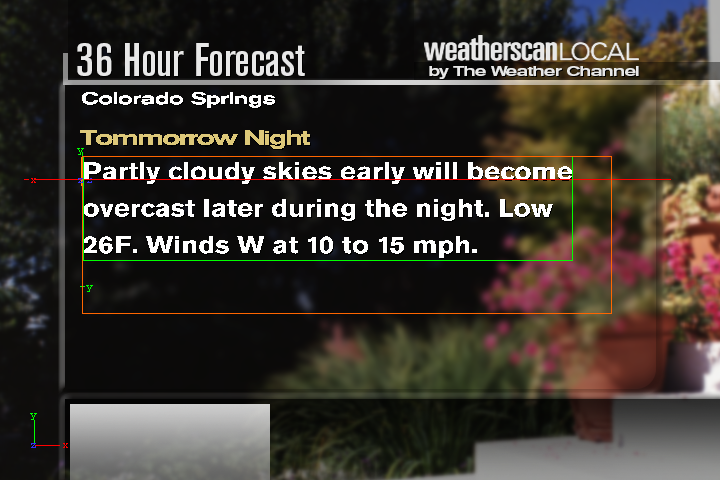 36 Hour Forecast
weatherscanLOCAL
by The Weather Channel
Colorado Springs
Tommorrow Night
y
Partly cloudy skies early will become
x
z
overcast later during the night. Low
26F. Winds W at 10 to 15 mph.
-y
y
z
x